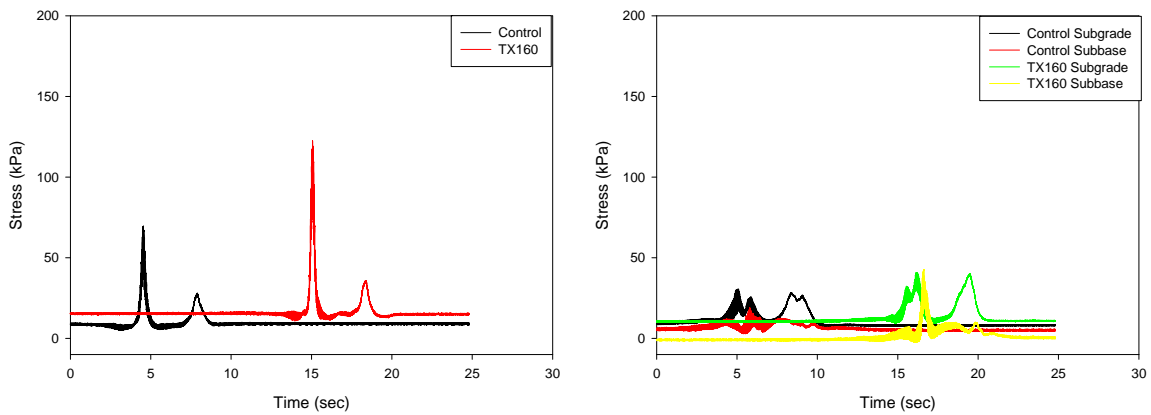 200
150
100
50
0
Stress (kPa)
Control
TX160
0 5 10 15 20 25 30
Time (sec)
200
150
100
50
0
Stress (kPa)
Control Subgrade
Control Subbase
TX160 Subgrade
TX160 Subbase
0 5 10 15 20 25 30
Time (sec)